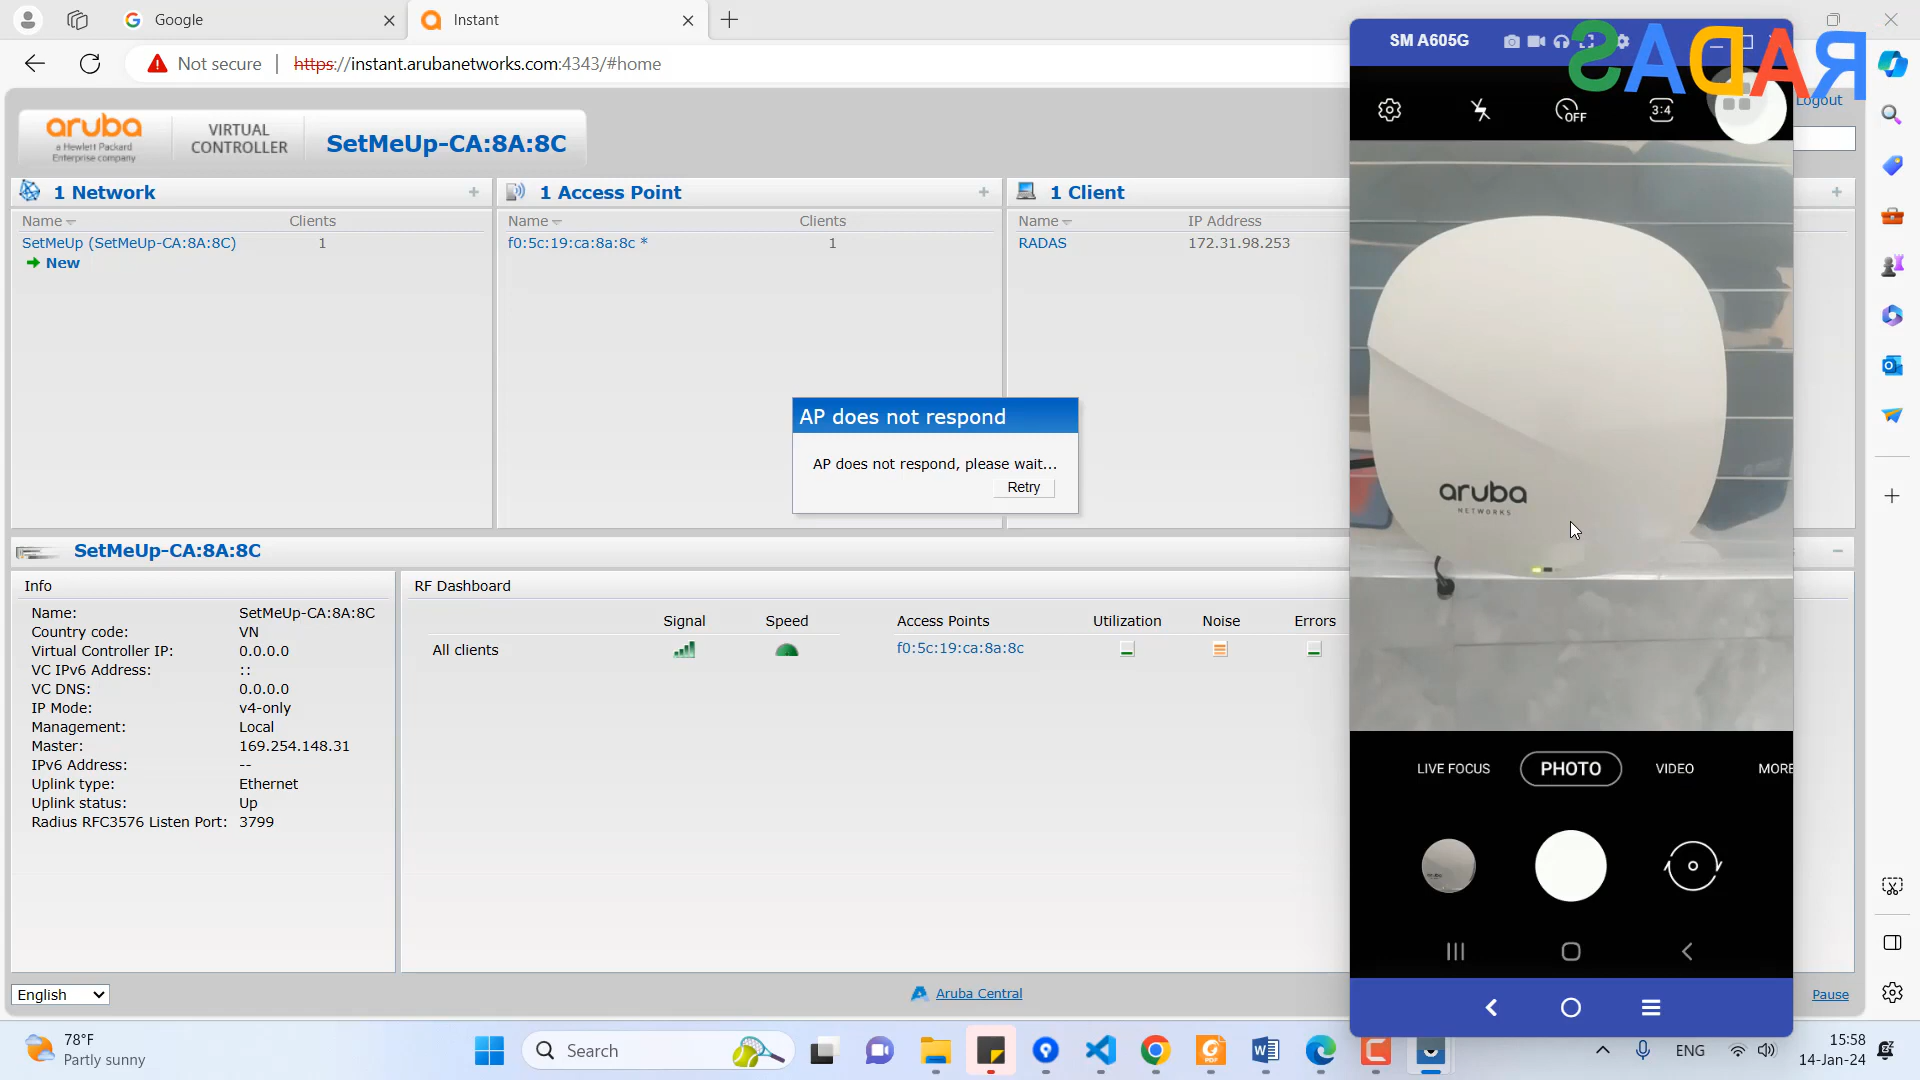 Google
Instant
Not secure
https://instant.arubanetworks.com:4343/#home
aruba
a Hewlett Packard
Enterprise company
VIRTUAL
CONTROLLER
SetMeUp-CA:8A:8C
1 Network
Name
Clients
SetMeUp (SetMeUp-CA:8A:8C)
1
New
1 Access Point
Name
Clients
f0:5c:19:ca:8a:8c *
1
1 Client
Name
IP Address
RADAS
172.31.98.253
Logout
AP does not respond
AP does not respond, please wait...
Retry
SetMeUp-CA:8A:8C
Info
Name: SetMeUp-CA:8A:8C
Country code: VN
Virtual Controller IP: 0.0.0.0
VC IPv6 Address: ::
VC DNS: 0.0.0.0
IP Mode: v4-only
Management: Local
Master: 169.254.148.31
IPv6 Address: --
Uplink type: Ethernet
Uplink status: Up
Radius RFC3576 Listen Port: 3799
RF Dashboard
Signal Speed
All clients
Access Points Utilization Noise Errors
f0:5c:19:ca:8a:8c
English
Aruba Central
Pause
SM A605G
RADAS
OFF
3:4
aruba
NETWORKS
LIVE FOCUS
PHOTO
VIDEO
MORE
78°F
Partly sunny
Search
ENG
15:58
14-Jan-24